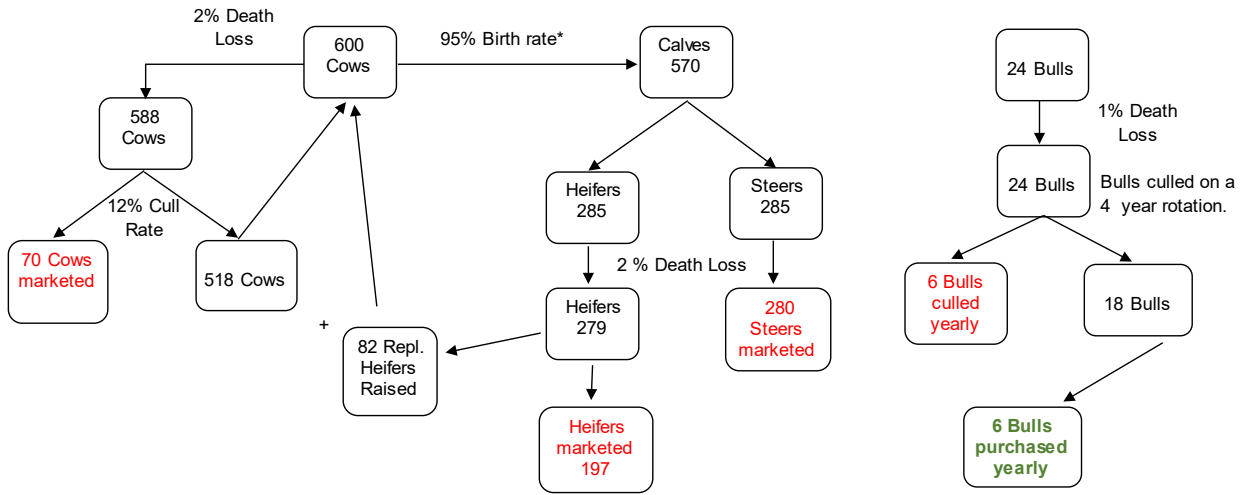 2% Death
Loss
600
Cows
95% Birth rate*
Calves
570
588
Cows
12% Cull
Rate
70 Cows
marketed
518 Cows
Heifers
285
Steers
285
2 % Death Loss
Heifers
279
280
Steers
marketed
+
82 Repl.
Heifers
Raised
Heifers
marketed
197
24 Bulls
1% Death
Loss
24 Bulls
Bulls culled on a
4 year rotation.
6 Bulls
culled
yearly
18 Bulls
6 Bulls
purchased
yearly